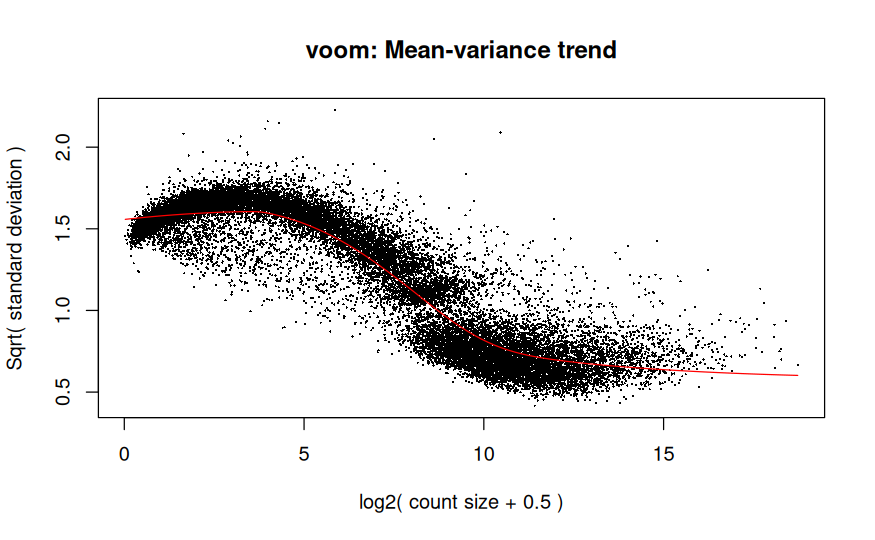 voom: Mean-variance trend
Sqrt( standard deviation )
2.0
1.5
1.0
0.5
0 5 10 15
log2( count size + 0.5 )